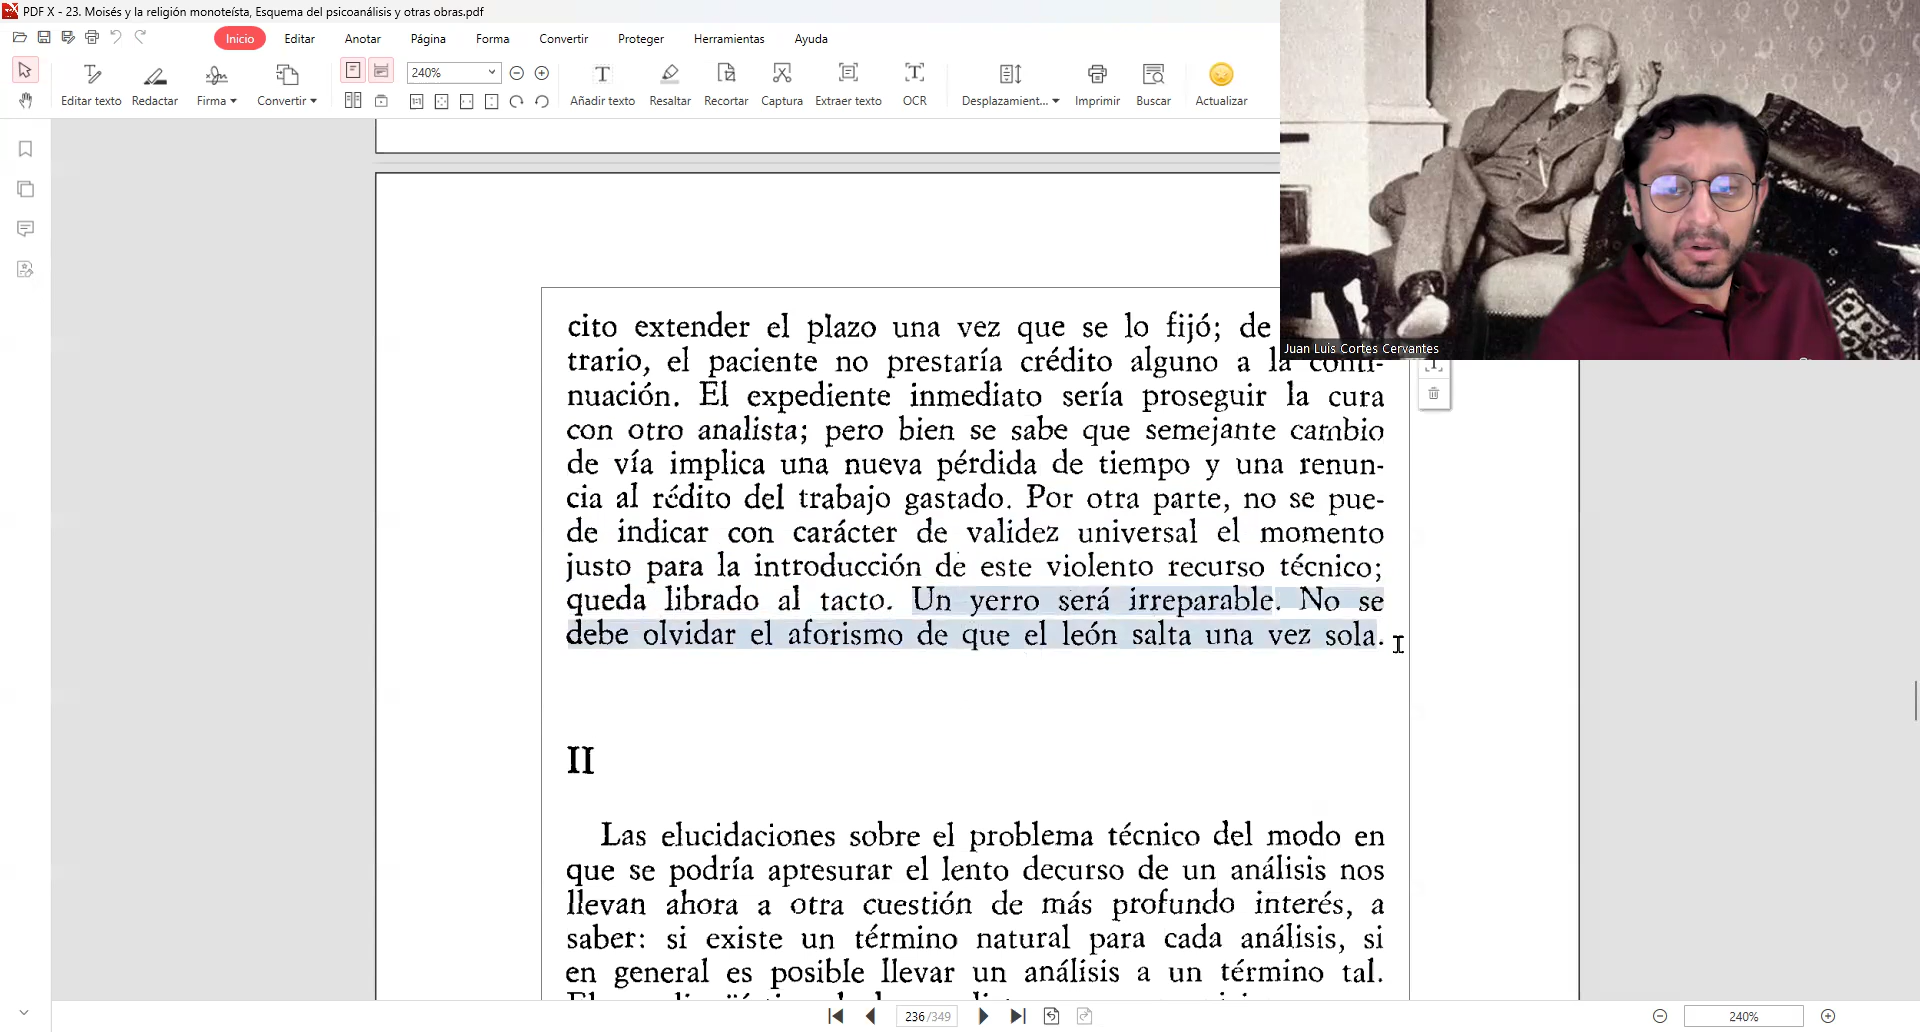 PDF X - 23. Moisés y la religión monoteísta, Esquema del psicoanálisis y otras obras.pdf
Inicio Editar Anotar Página Forma Convertir Proteger Herramientas Ayuda
240%
Editar texto Redactar Firma Convertir Añadir texto Resaltar Recortar Captura Extraer texto OCR Desplazamient... Imprimir Buscar Actualizar
Juan Luis Cortes Cervantes
cito extender el plazo una vez que se lo fijó; de
trario, el paciente no prestaría crédito alguno a la conti-
nuación. El expediente inmediato sería proseguir la cura
con otro analista; pero bien se sabe que semejante cambio
de vía implica una nueva pérdida de tiempo y una renun-
cia al rédito del trabajo gastado. Por otra parte, no se pue-
de indicar con carácter de validez universal el momento
justo para la introducción de este violento recurso técnico;
queda librado al tacto. Un yerro será irreparable. No se
debe olvidar el aforismo de que el león salta una vez sola.
II
Las elucidaciones sobre el problema técnico del modo en
que se podría apresurar el lento decurso de un análisis nos
llevan ahora a otra cuestión de más profundo interés, a
saber: si existe un término natural para cada análisis, si
en general es posible llevar un análisis a un término tal.
236/349
240%